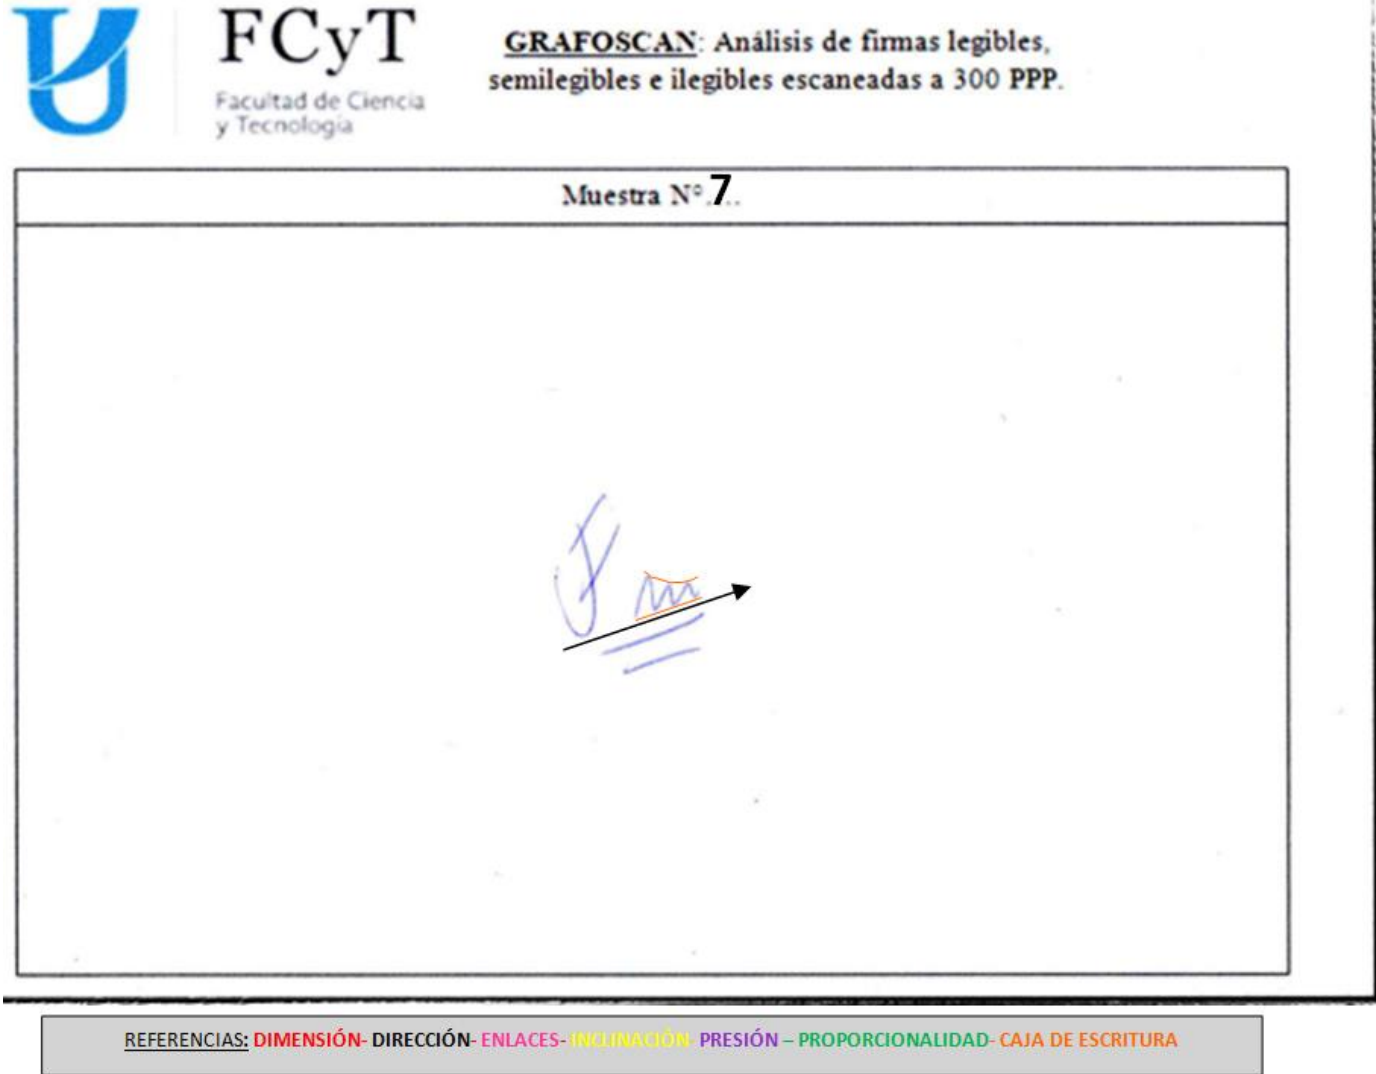 FCyT
Facultad de Ciencia
y Tecnología
GRAFOSCAN: Análisis de firmas legibles,
semilegibles e ilegibles escaneadas a 300 PPP.
Muestra N° 7..
F m
REFERENCIAS: DIMENSIÓN- DIRECCIÓN- ENLACES- INCLINACIÓN- PRESIÓN – PROPORCIONALIDAD- CAJA DE ESCRITURA